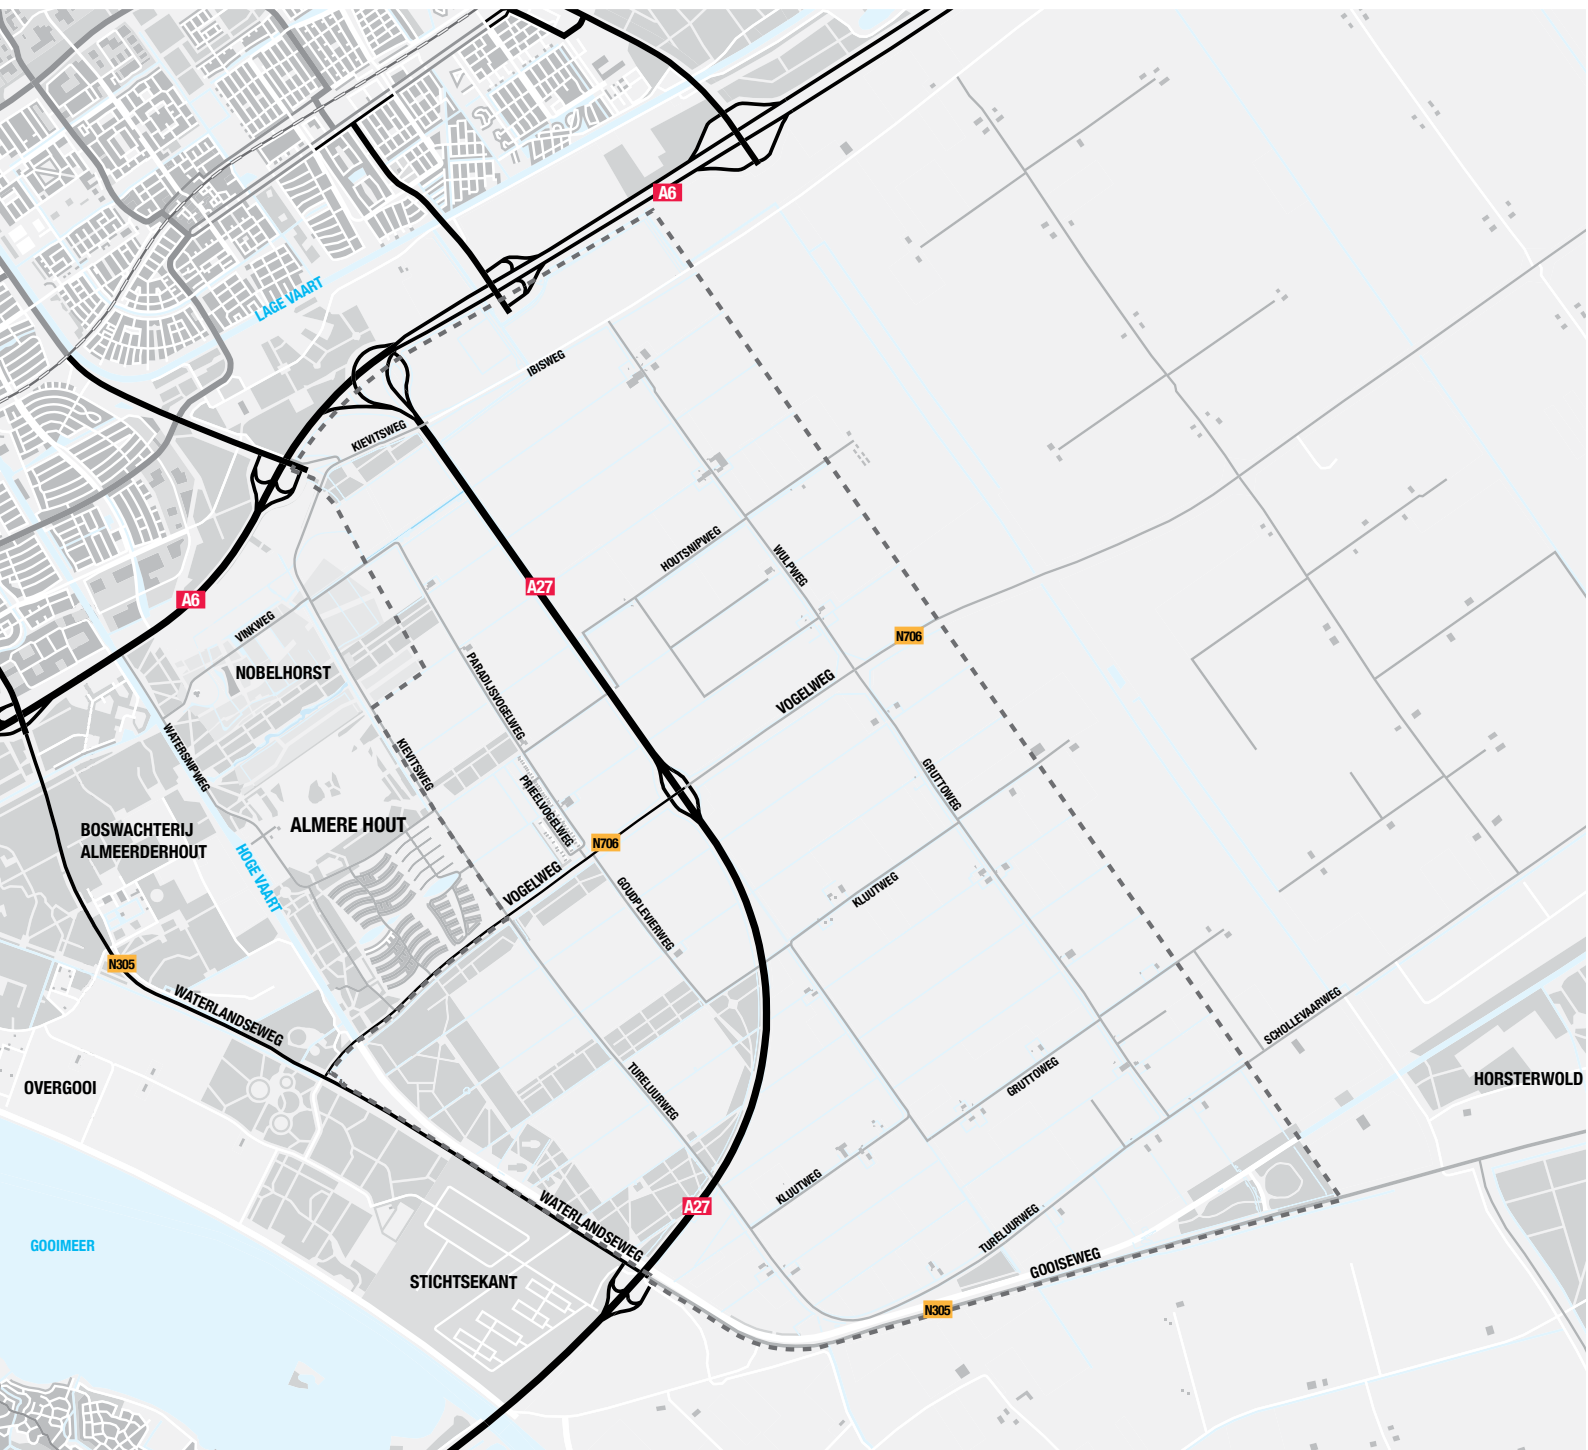 A6
LAGE VAART
IBISWEG
KIEVITSWEG
HOUTSNIPWEG
WULPWEG
A27
A6
VINKWEG
N706
NOBELHORST
PARADIJSVOGELWEG
VOGELWEG
WATERSNIPWEG
KIEVITSWEG
GRUTTOWEG
PRIEELVOGELWEG
BOSWACHTERIJ
ALMEERDERHOUT
ALMERE HOUT
N706
HOGE VAART
VOGELWEG
KLUUTWEG
GOUDPLEVIERWEG
N305
WATERLANDSEWEG
SCHOLLEVAARWEG
OVERGOOI
TURELUURWEG
GRUTTOWEG
HORSTERWOLD
KLUUTWEG
A27
WATERLANDSEWEG
TURELUURWEG
GOOIMEER
GOOISEWEG
STICHTSEKANT
N305